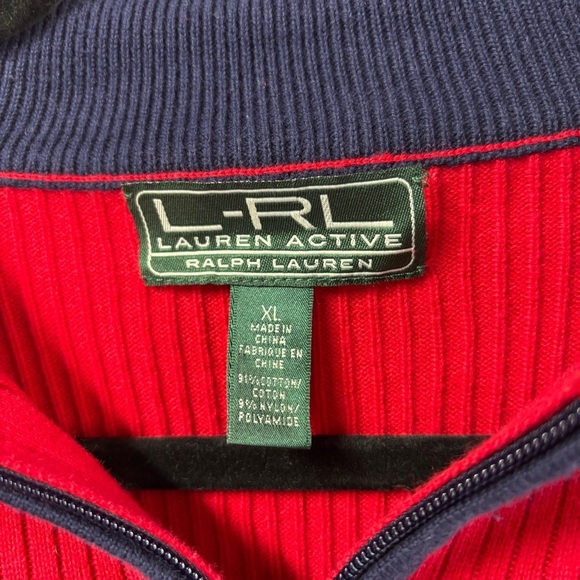 L-RL
LAUREN ACTIVE
RALPH LAUREN
XL
MADE IN
CHINA
FABRIQUE EN
CHINE
91% COTTON/
COTON
9% NYLON/
POLYAMIDE